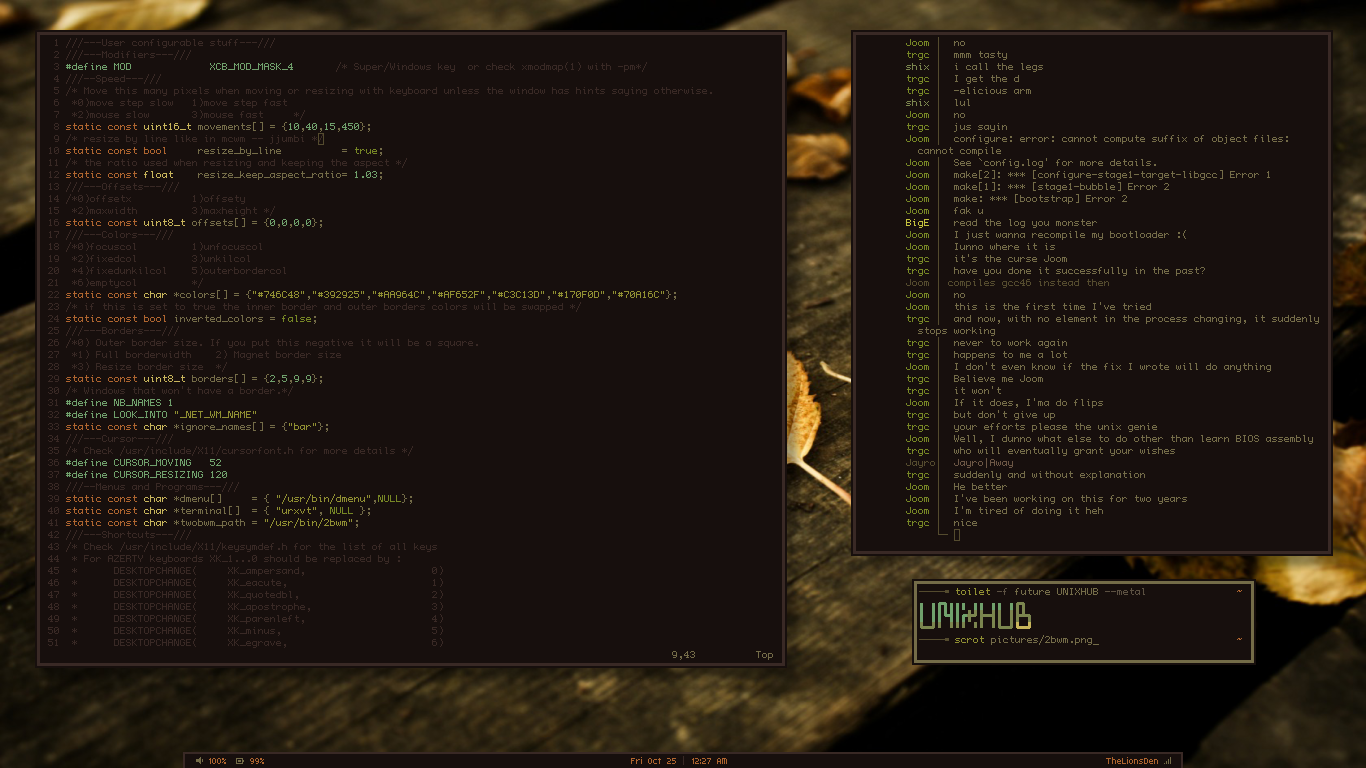 1 ///---User configurable stuff---///
2 ///---Modifiers---///
3 #define MOD             XCB_MOD_MASK_4       /* Super/Windows key  or check xmodmap(1) with -pm*/
4 ///--Speed---///
5 /* Move this many pixels when moving or resizing with keyboard unless the window has hints saying otherwise.
6  *0)move step slow   1)move step fast
7  *2)mouse slow       3)mouse fast     */
8 static const uint16_t movements[] = {10,40,15,450};
9 /* resize by line like in mcwm -- jjumbi */
10 static const bool     resize_by_line          = true;
11 /* the ratio used when resizing and keeping the aspect */
12 static const float    resize_keep_aspect_ratio= 1.03;
13 ///---Offsets---///
14 /*0)offsetx          1)offsety
15  *2)maxwidth         3)maxheight */
16 static const uint8_t offsets[] = {0,0,0,0};
17 ///---Colors---///
18 /*0)focuscol         1)unfocuscol
19  *2)fixedcol         3)unkilcol
20  *4)fixedunkilcol    5)outerbordercol
21  *6)emptycol         */
22 static const char *colors[] = {"#746C48","#392925","#AA964C","#AF652F","#C3C13D","#170F0D","#70A16C"};
23 /* if this is set to true the inner border and outer borders colors will be swapped */
24 static const bool inverted_colors = false;
25 ///---Borders---///
26 /*0) Outer border size. If you put this negative it will be a square.
27  *1) Full borderwidth    2) Magnet border size
28  *3) Resize border size  */
29 static const uint8_t borders[] = {2,5,9,9};
30 /* Windows that won't have a border.*/
31 #define NB_NAMES 1
32 #define LOOK_INTO "_NET_WM_NAME"
33 static const char *ignore_names[] = {"bar"};
34 ///---Cursor---///
35 /* Check /usr/include/X11/cursorfont.h for more details */
36 #define CURSOR_MOVING   52
37 #define CURSOR_RESIZING 120
38 ///---Menus and Programs---///
39 static const char *dmenu[]     = { "/usr/bin/dmenu",NULL};
40 static const char *terminal[]  = { "urxvt", NULL };
41 static const char *twobwm_path = "/usr/bin/2bwm";
42 ///---Shortcuts---///
43 /* Check /usr/include/X11/keysymdef.h for the list of all keys
44  * For AZERTY keyboards XK_1...0 should be replaced by :
45  *      DESKTOPCHANGE(     XK_ampersand,                     0)
46  *      DESKTOPCHANGE(     XK_eacute,                        1)
47  *      DESKTOPCHANGE(     XK_quotedbl,                      2)
48  *      DESKTOPCHANGE(     XK_apostrophe,                    3)
49  *      DESKTOPCHANGE(     XK_parenleft,                     4)
50  *      DESKTOPCHANGE(     XK_minus,                         5)
51  *      DESKTOPCHANGE(     XK_egrave,                        6)
9,43          Top
Joom │ no
trgc │ mmm tasty
shix │ i call the legs
trgc │ I get the d
trgc │ -elicious arm
shix │ lul
Joom │ no
trgc │ jus sayin
Joom │ configure: error: cannot compute suffix of object files:
cannot compile
Joom │ See `config.log' for more details.
Joom │ make[2]: *** [configure-stage1-target-libgcc] Error 1
Joom │ make[1]: *** [stage1-bubble] Error 2
Joom │ make: *** [bootstrap] Error 2
Joom │ fak u
BigE │ read the log you monster
Joom │ I just wanna recompile my bootloader :(
Joom │ Iunno where it is
trgc │ it's the curse Joom
trgc │ have you done it successfully in the past?
Joom │ compiles gcc46 instead then
Joom │ no
Joom │ this is the first time I've tried
trgc │ and now, with no element in the process changing, it suddenly
stops working
trgc │ never to work again
trgc │ happens to me a lot
Joom │ I don't even know if the fix I wrote will do anything
trgc │ Believe me Joom
trgc │ it won't
Joom │ If it does, I'ma do flips
trgc │ but don't give up
trgc │ your efforts please the unix genie
Joom │ Well, I dunno what else to do other than learn BIOS assembly
trgc │ who will eventually grant your wishes
Jayro│ Jayro|Away
trgc │ suddenly and without explanation
Joom │ He better
Joom │ I've been working on this for two years
Joom │ I'm tired of doing it heh
trgc │ nice
toilet -f future UNIXHUB --metal ~
UNIXHUB
scrot pictures/2bwm.png_ ~
100% 99% Fri Oct 25 | 12:27 AM TheLionsDen